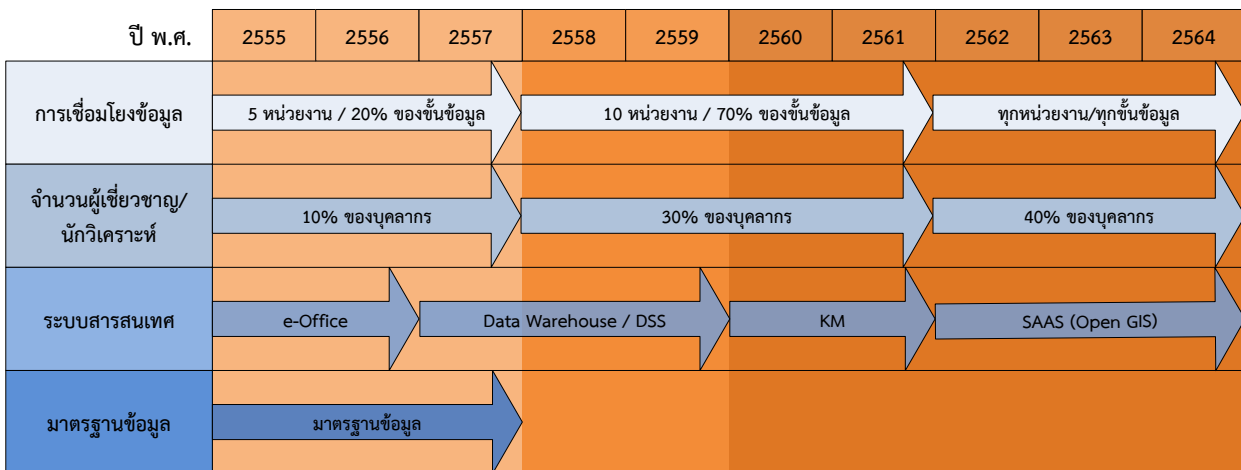 ปี พ.ศ. 2555 2556 2557 2558 2559 2560 2561 2562 2563 2564
การเชื่อมโยงข้อมูล 5 หน่วยงาน / 20% ของขั้นข้อมูล 10 หน่วยงาน / 70% ของขั้นข้อมูล ทุกหน่วยงาน/ทุกขั้นข้อมูล
จำนวนผู้เชี่ยวชาญ/
นักวิเคราะห์ 10% ของบุคลากร 30% ของบุคลากร 40% ของบุคลากร
ระบบสารสนเทศ e-Office Data Warehouse / DSS KM SAAS (Open GIS)
มาตรฐานข้อมูล มาตรฐานข้อมูล